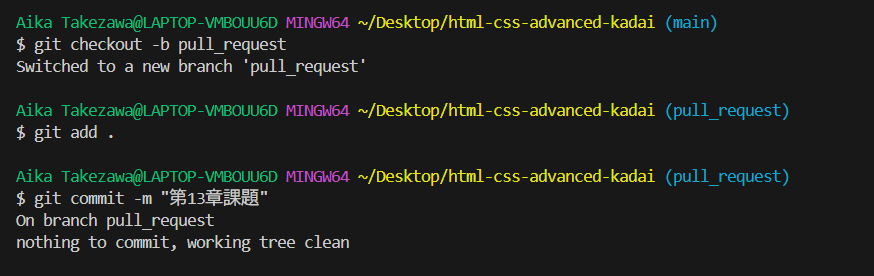 Aika Takezawa@LAPTOP-VMBOUU6D MINGW64 ~/Desktop/html-css-advanced-kadai (main)
$ git checkout -b pull_request
Switched to a new branch 'pull_request'
Aika Takezawa@LAPTOP-VMBOUU6D MINGW64 ~/Desktop/html-css-advanced-kadai (pull_request)
$ git add .
Aika Takezawa@LAPTOP-VMBOUU6D MINGW64 ~/Desktop/html-css-advanced-kadai (pull_request)
$ git commit -m "第13章課題"
On branch pull_request
nothing to commit, working tree clean